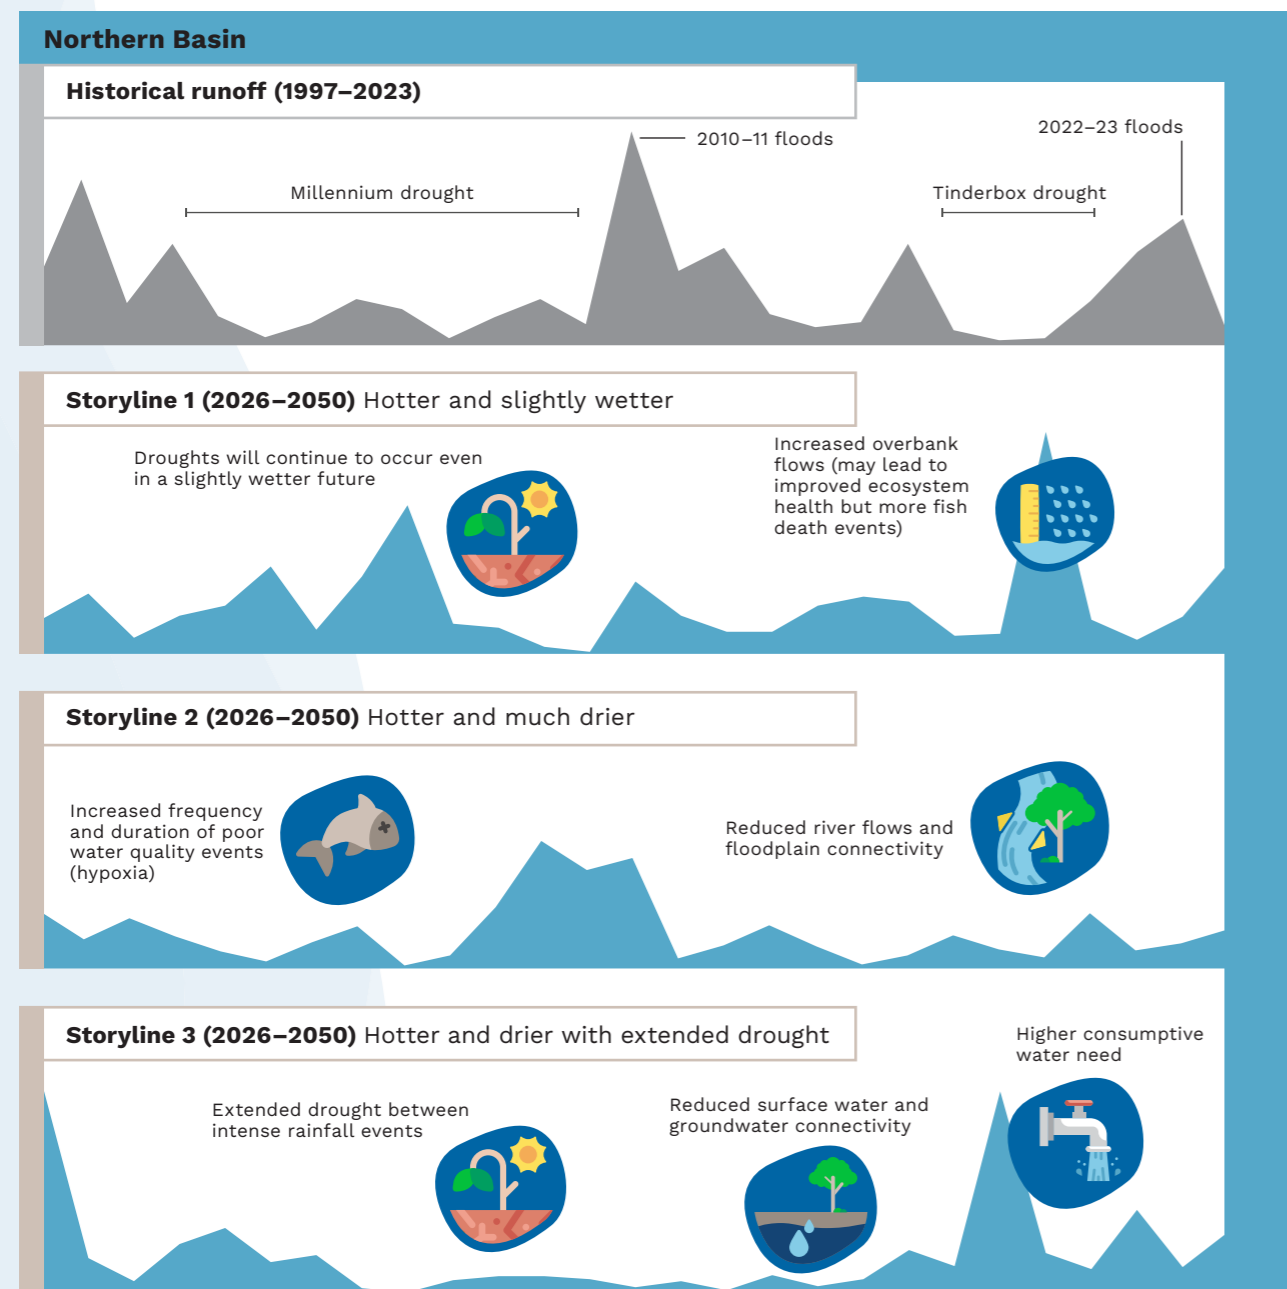 Northern Basin
Historical runoff (1997–2023)
2010–11 floods
2022–23 floods
Millennium drought
Tinderbox drought
Storyline 1 (2026–2050) Hotter and slightly wetter
Droughts will continue to occur even
in a slightly wetter future
Increased overbank
flows (may lead to
improved ecosystem
health but more fish
death events)
Storyline 2 (2026–2050) Hotter and much drier
Increased frequency
and duration of poor
water quality events
(hypoxia)
Reduced river flows and
floodplain connectivity
Storyline 3 (2026–2050) Hotter and drier with extended drought
Higher consumptive
water need
Extended drought between
intense rainfall events
Reduced surface water and
groundwater connectivity